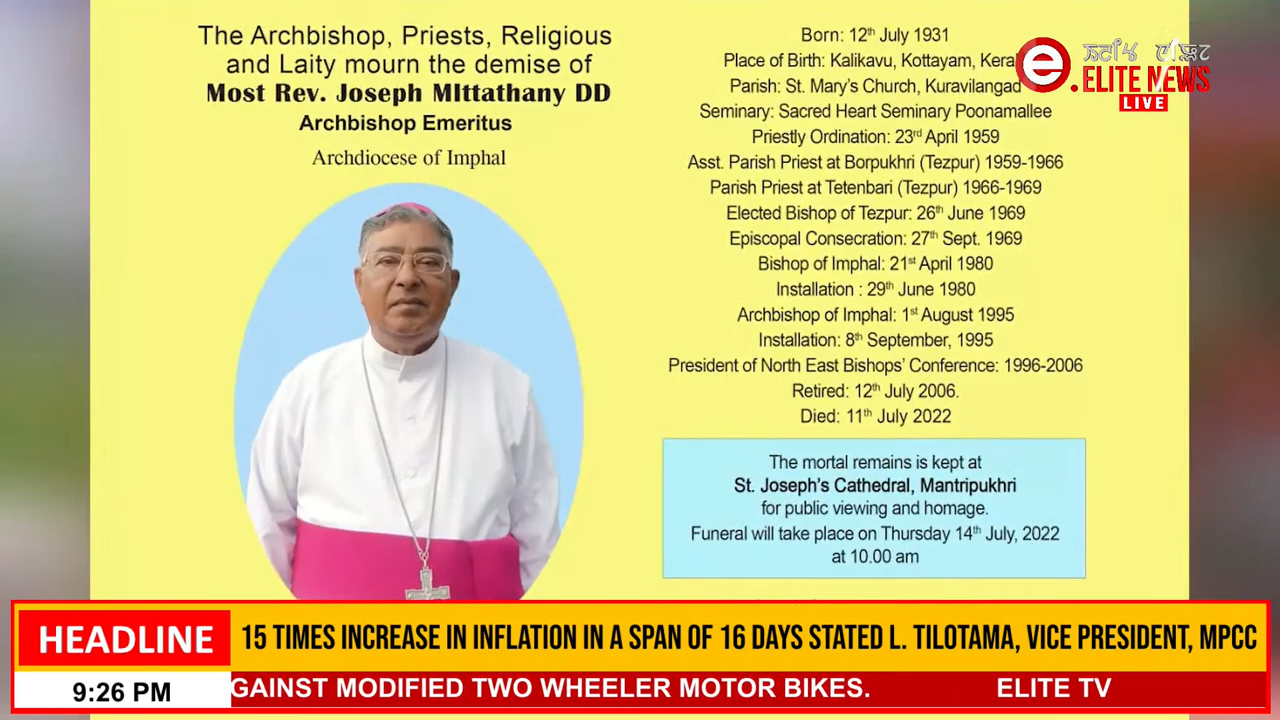 The Archbishop, Priests, Religious
and Laity mourn the demise of
Most Rev. Joseph MIttathany DD
Archbishop Emeritus
Archdiocese of Imphal
Born: 12th July 1931
Place of Birth: Kalikavu, Kottayam,
Parish: St. Mary's Church, Kuravilangad
Seminary: Sacred Heart Seminary Poonamallee
Priestly Ordination: 23rd April 1959
Asst. Parish Priest at Borpukhri (Tezpur) 1959-1966
Parish Priest at Tetenbari (Tezpur) 1966-1969
Elected Bishop of Tezpur: 26th June 1969
Episcopal Consecration: 27th Sept. 1969
Bishop of Imphal: 21st April 1980
Installation : 29th June 1980
Archbishop of Imphal: 1st August 1995
Installation: 8th September, 1995
President of North East Bishops' Conference: 1996-2006
Retired: 12th July 2006.
Died: 11th July 2022
The mortal remains is kept at
St. Joseph's Cathedral, Mantripukhri
for public viewing and homage.
Funeral will take place on Thursday 14th July, 2022
at 10.00 am
e.
ELITE NEWS
LIVE
HEADLINE
15 TIMES INCREASE IN INFLATION IN A SPAN OF 16 DAYS STATED L. TILOTAMA, VICE PRESIDENT, MPCC
9:26 PM
GAINST MODIFIED TWO WHEELER MOTOR BIKES. ELITE TV